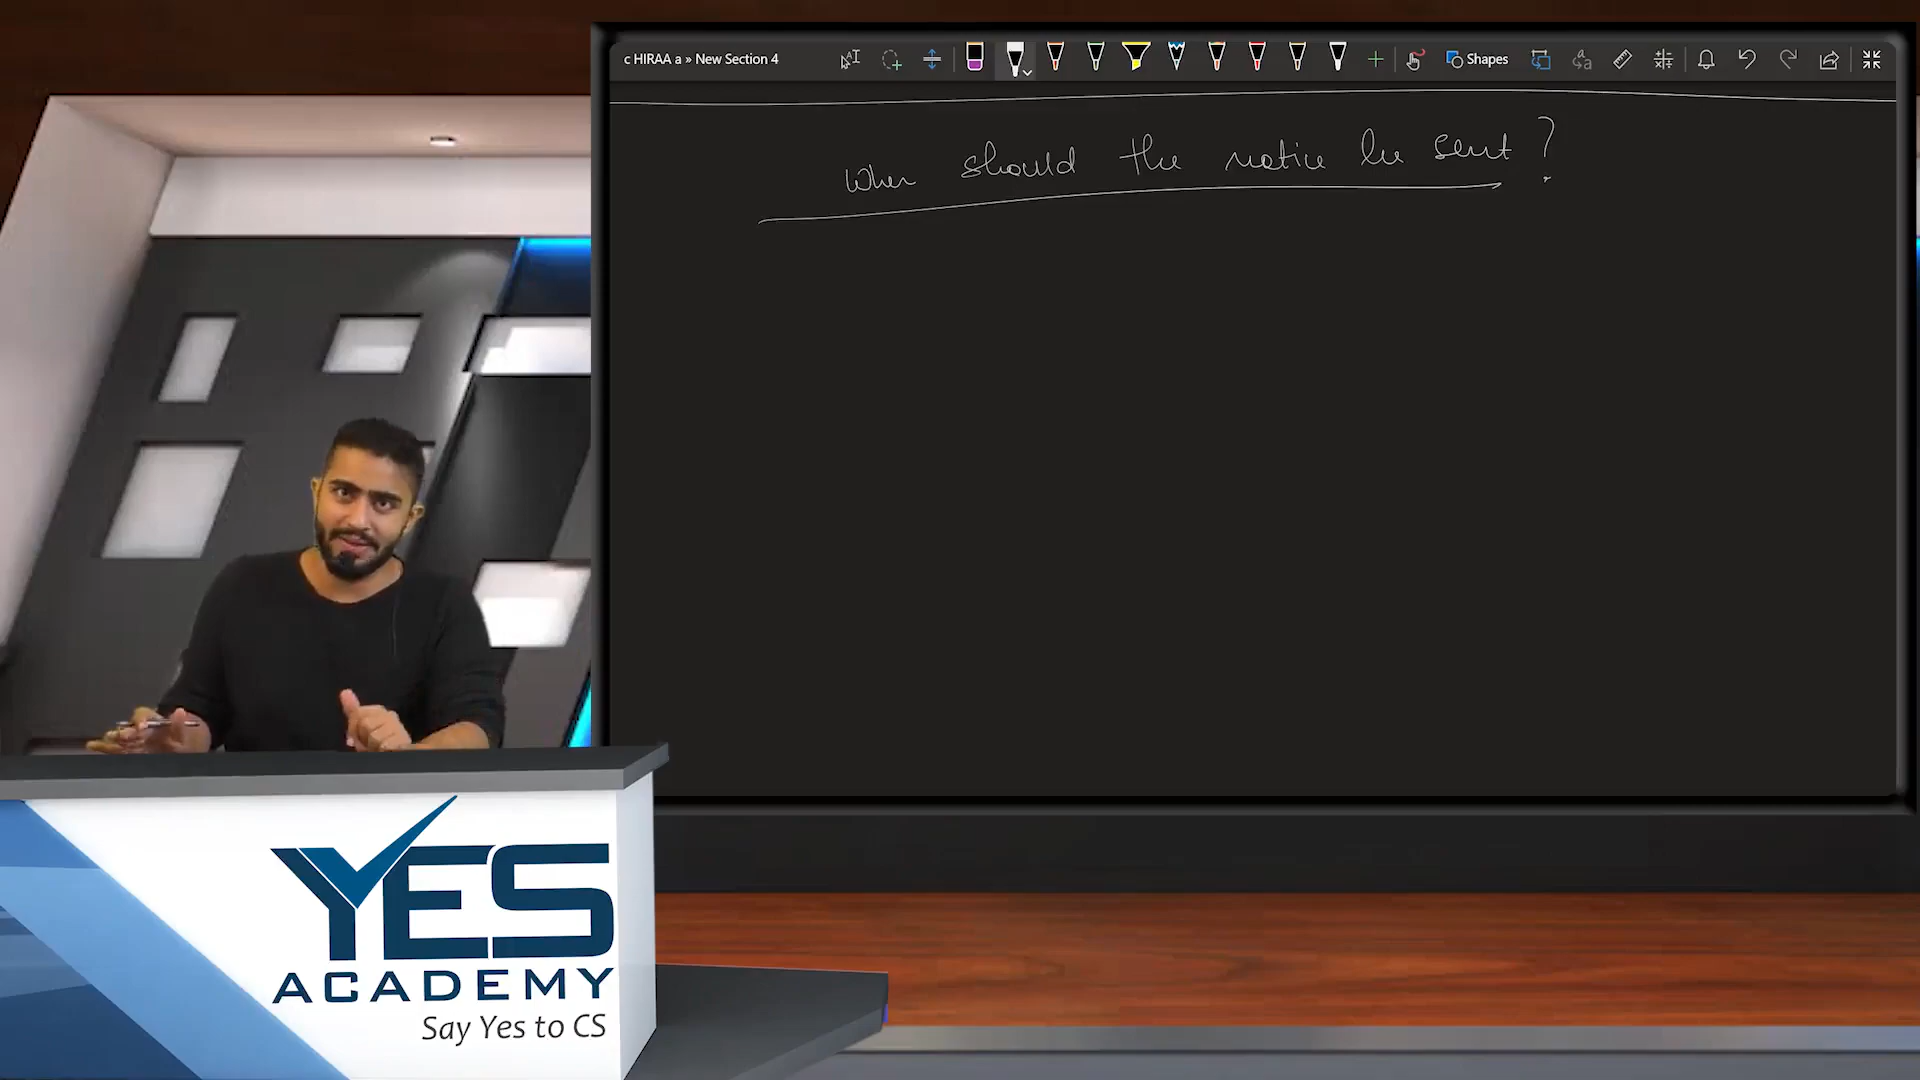 c HIRAA a » New Section 4
Shapes
When should the notice be sent ?
YES
ACADEMY
Say Yes to CS